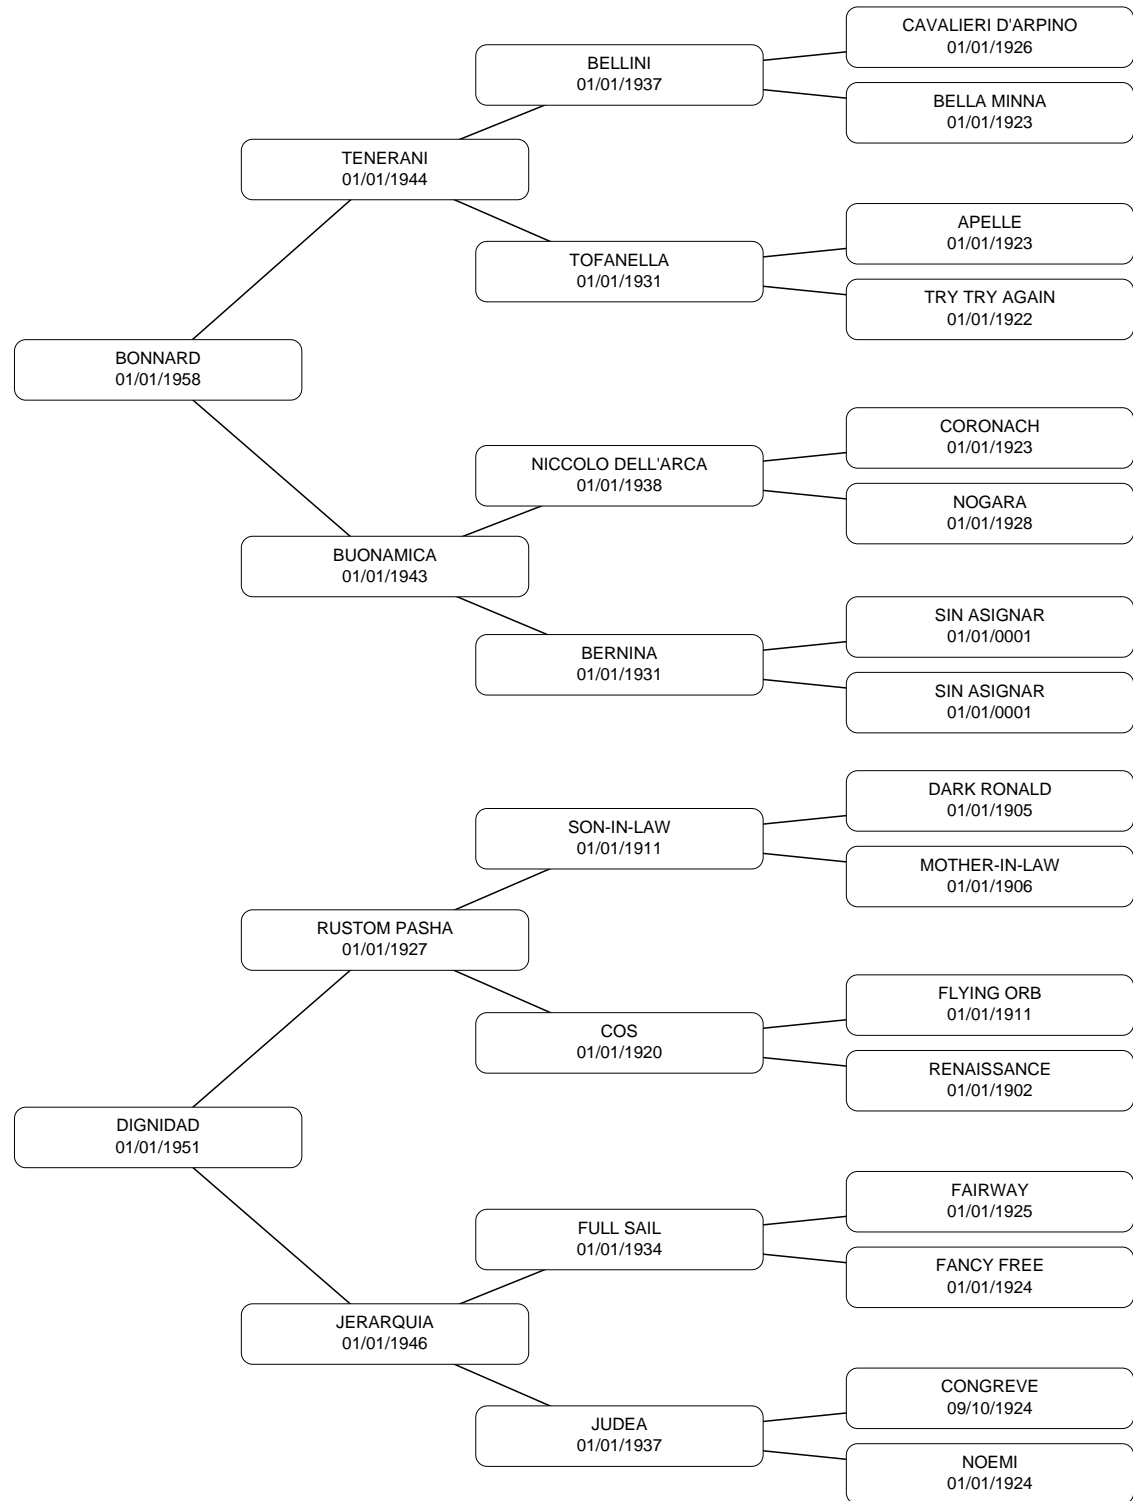 CAVALIERI D'ARPINO
01/01/1926
BELLINI
01/01/1937
BELLA MINNA
01/01/1923
TENERANI
01/01/1944
APELLE
01/01/1923
TOFANELLA
01/01/1931
TRY TRY AGAIN
01/01/1922
BONNARD
01/01/1958
CORONACH
01/01/1923
NICCOLO DELL'ARCA
01/01/1938
NOGARA
01/01/1928
BUONAMICA
01/01/1943
SIN ASIGNAR
01/01/0001
BERNINA
01/01/1931
SIN ASIGNAR
01/01/0001
DARK RONALD
01/01/1905
SON-IN-LAW
01/01/1911
MOTHER-IN-LAW
01/01/1906
RUSTOM PASHA
01/01/1927
FLYING ORB
01/01/1911
COS
01/01/1920
RENAISSANCE
01/01/1902
DIGNIDAD
01/01/1951
FAIRWAY
01/01/1925
FULL SAIL
01/01/1934
FANCY FREE
01/01/1924
JERARQUIA
01/01/1946
CONGREVE
09/10/1924
JUDEA
01/01/1937
NOEMI
01/01/1924